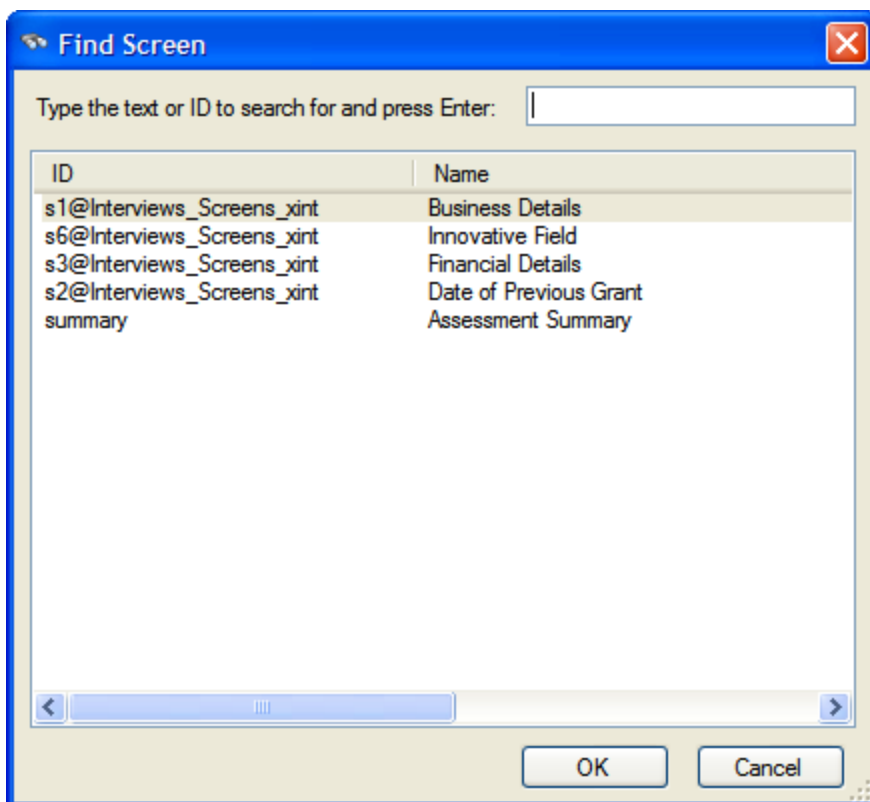 Find Screen
Type the text or ID to search for and press Enter:
ID Name
s1@Interviews_Screens_xint Business Details
s6@Interviews_Screens_xint Innovative Field
s3@Interviews_Screens_xint Financial Details
s2@Interviews_Screens_xint Date of Previous Grant
summary Assessment Summary
OK Cancel